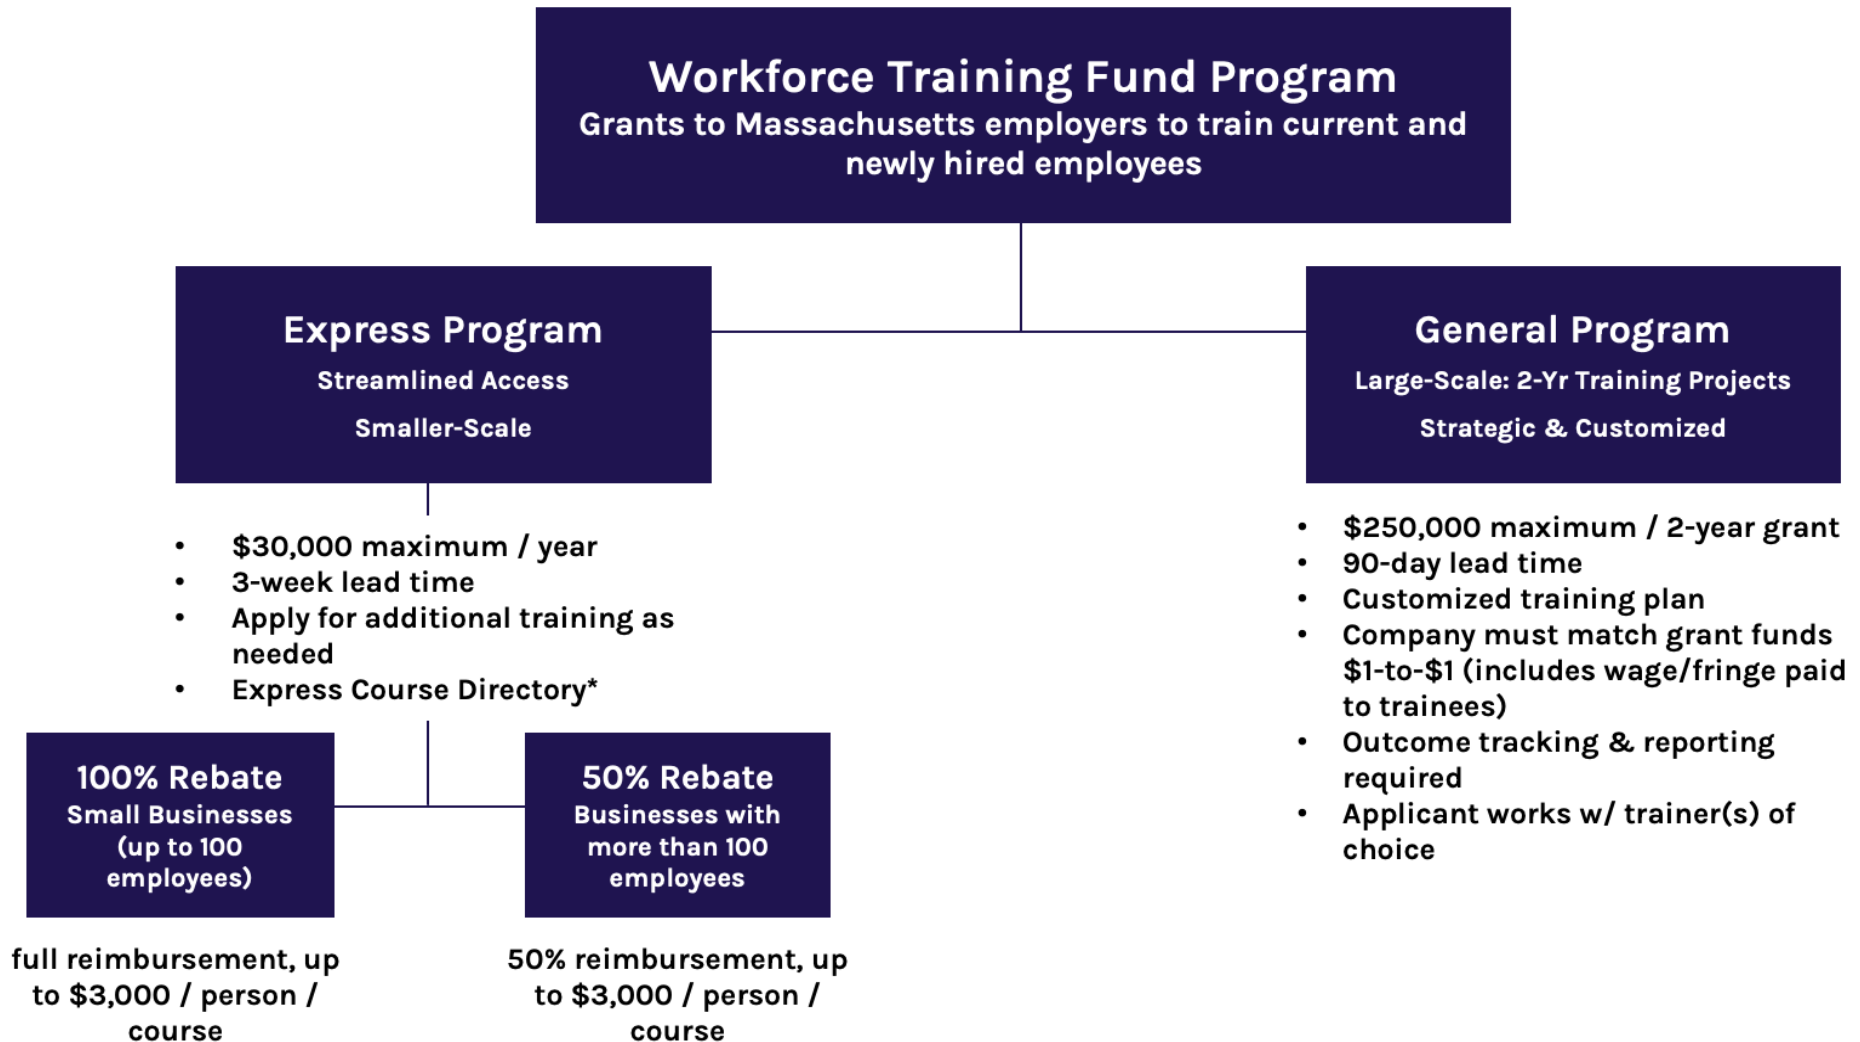 Workforce Training Fund Program
Grants to Massachusetts employers to train current and
newly hired employees
Express Program
Streamlined Access
Smaller-Scale
• $30,000 maximum / year
• 3-week lead time
• Apply for additional training as
needed
• Express Course Directory*
100% Rebate
Small Businesses
(up to 100
employees)
full reimbursement, up
to $3,000 / person /
course
50% Rebate
Businesses with
more than 100
employees
50% reimbursement, up
to $3,000 / person /
course
General Program
Large-Scale: 2-Yr Training Projects
Strategic & Customized
• $250,000 maximum / 2-year grant
• 90-day lead time
• Customized training plan
• Company must match grant funds
$1-to-$1 (includes wage/fringe paid
to trainees)
• Outcome tracking & reporting
required
• Applicant works w/ trainer(s) of
choice